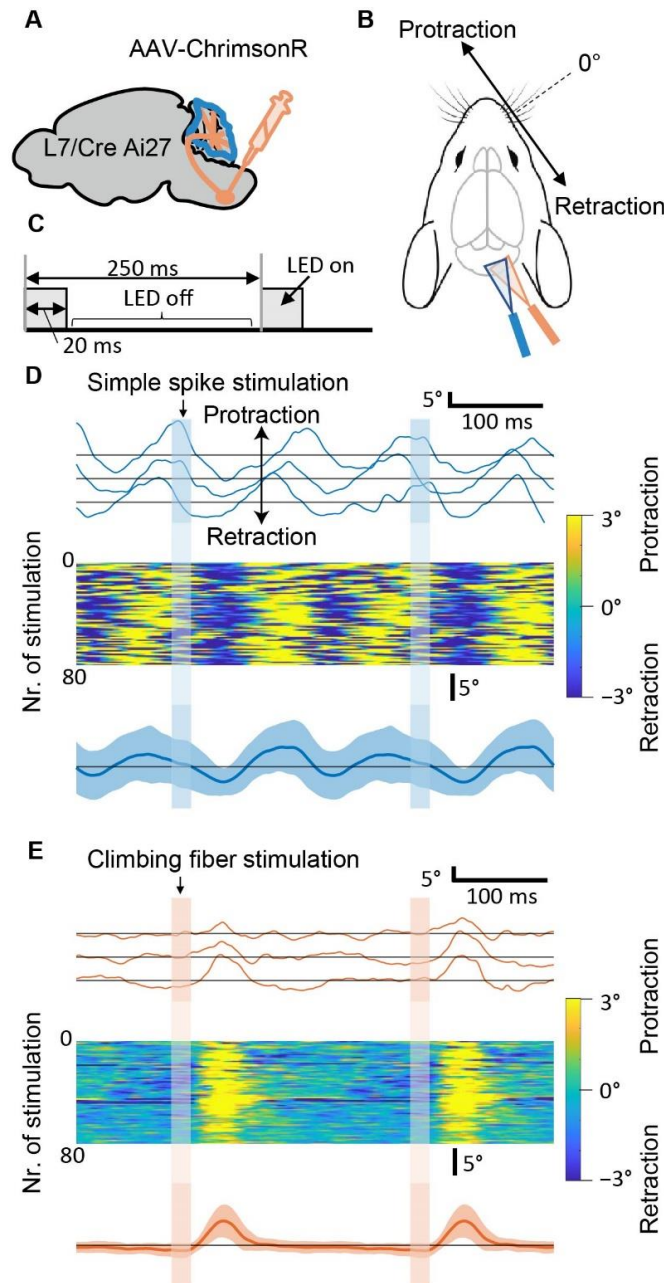 A
AAV-ChrimsonR
L7/Cre Ai27
B
Protraction
0°
Retraction
C
250 ms
LED on
LED off
20 ms
D
Simple spike stimulation
5°
100 ms
Protraction
Retraction
Nr. of stimulation
0
80
5°
3°
0°
−3°
Protraction
Retraction
E
Climbing fiber stimulation
5°
100 ms
Nr. of stimulation
0
80
5°
3°
0°
−3°
Protraction
Retraction